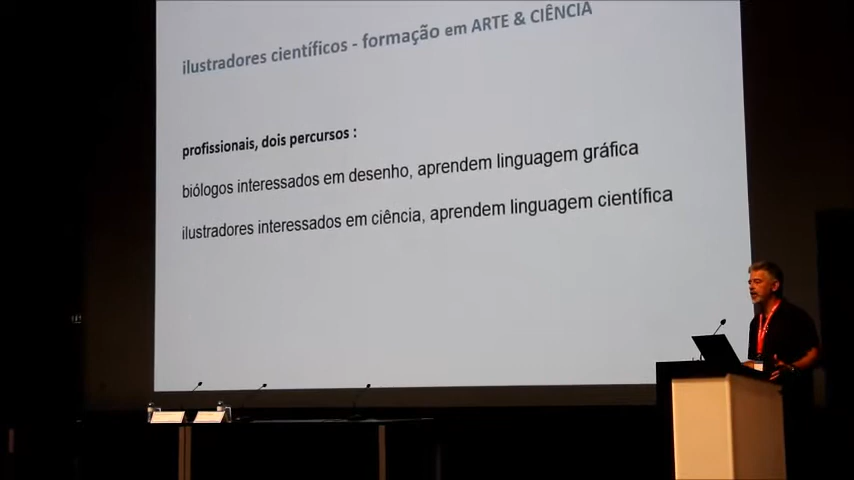 ilustradores científicos - formação em ARTE & CIÊNCIA
profissionais, dois percursos :
biólogos interessados em desenho, aprendem linguagem gráfica
ilustradores interessados em ciência, aprendem linguagem científica